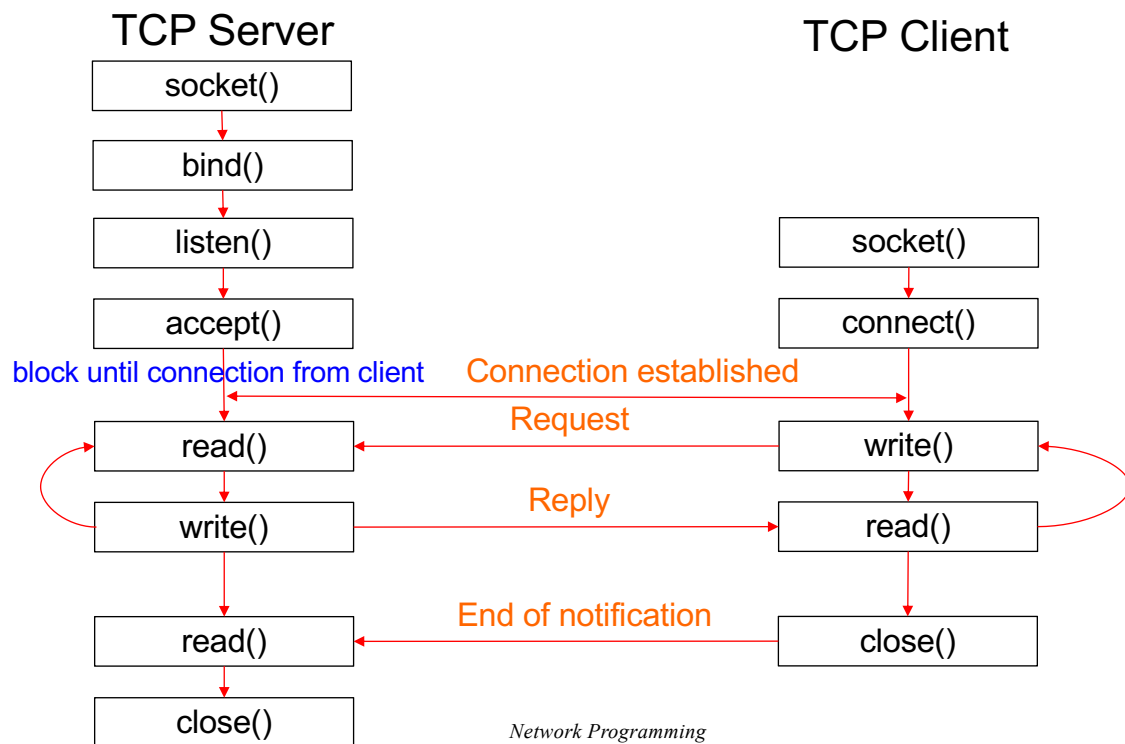 TCP Server
TCP Client
socket()
bind()
listen()
socket()
accept()
connect()
block until connection from client
Connection established
Request
read()
write()
Reply
write()
read()
End of notification
read()
close()
close()
Network Programming